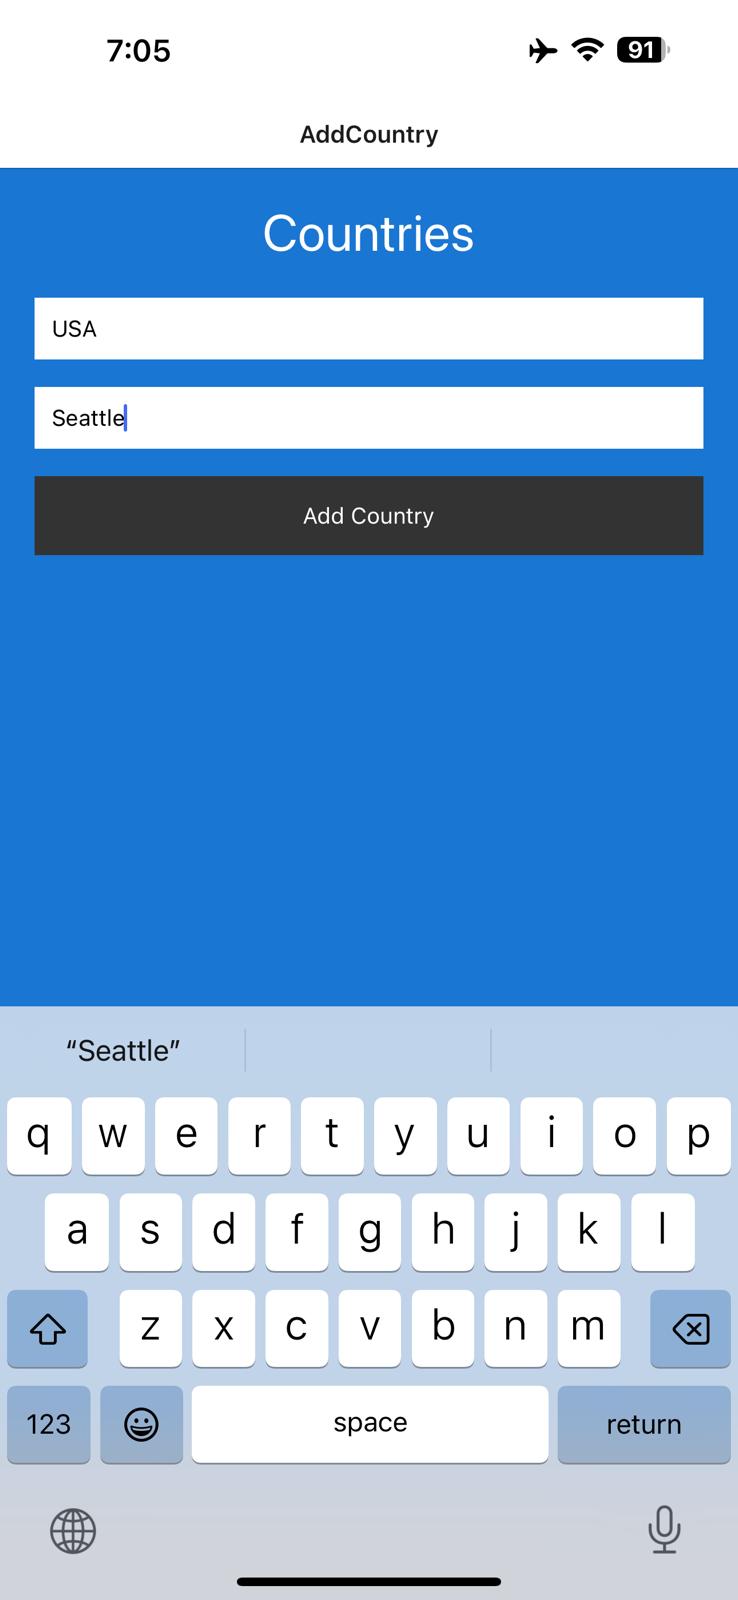 7:05 91
AddCountry
Countries
USA
Seattle
Add Country
“Seattle”
q w e r t y u i o p
a s d f g h j k l
z x c v b n m
123 space return